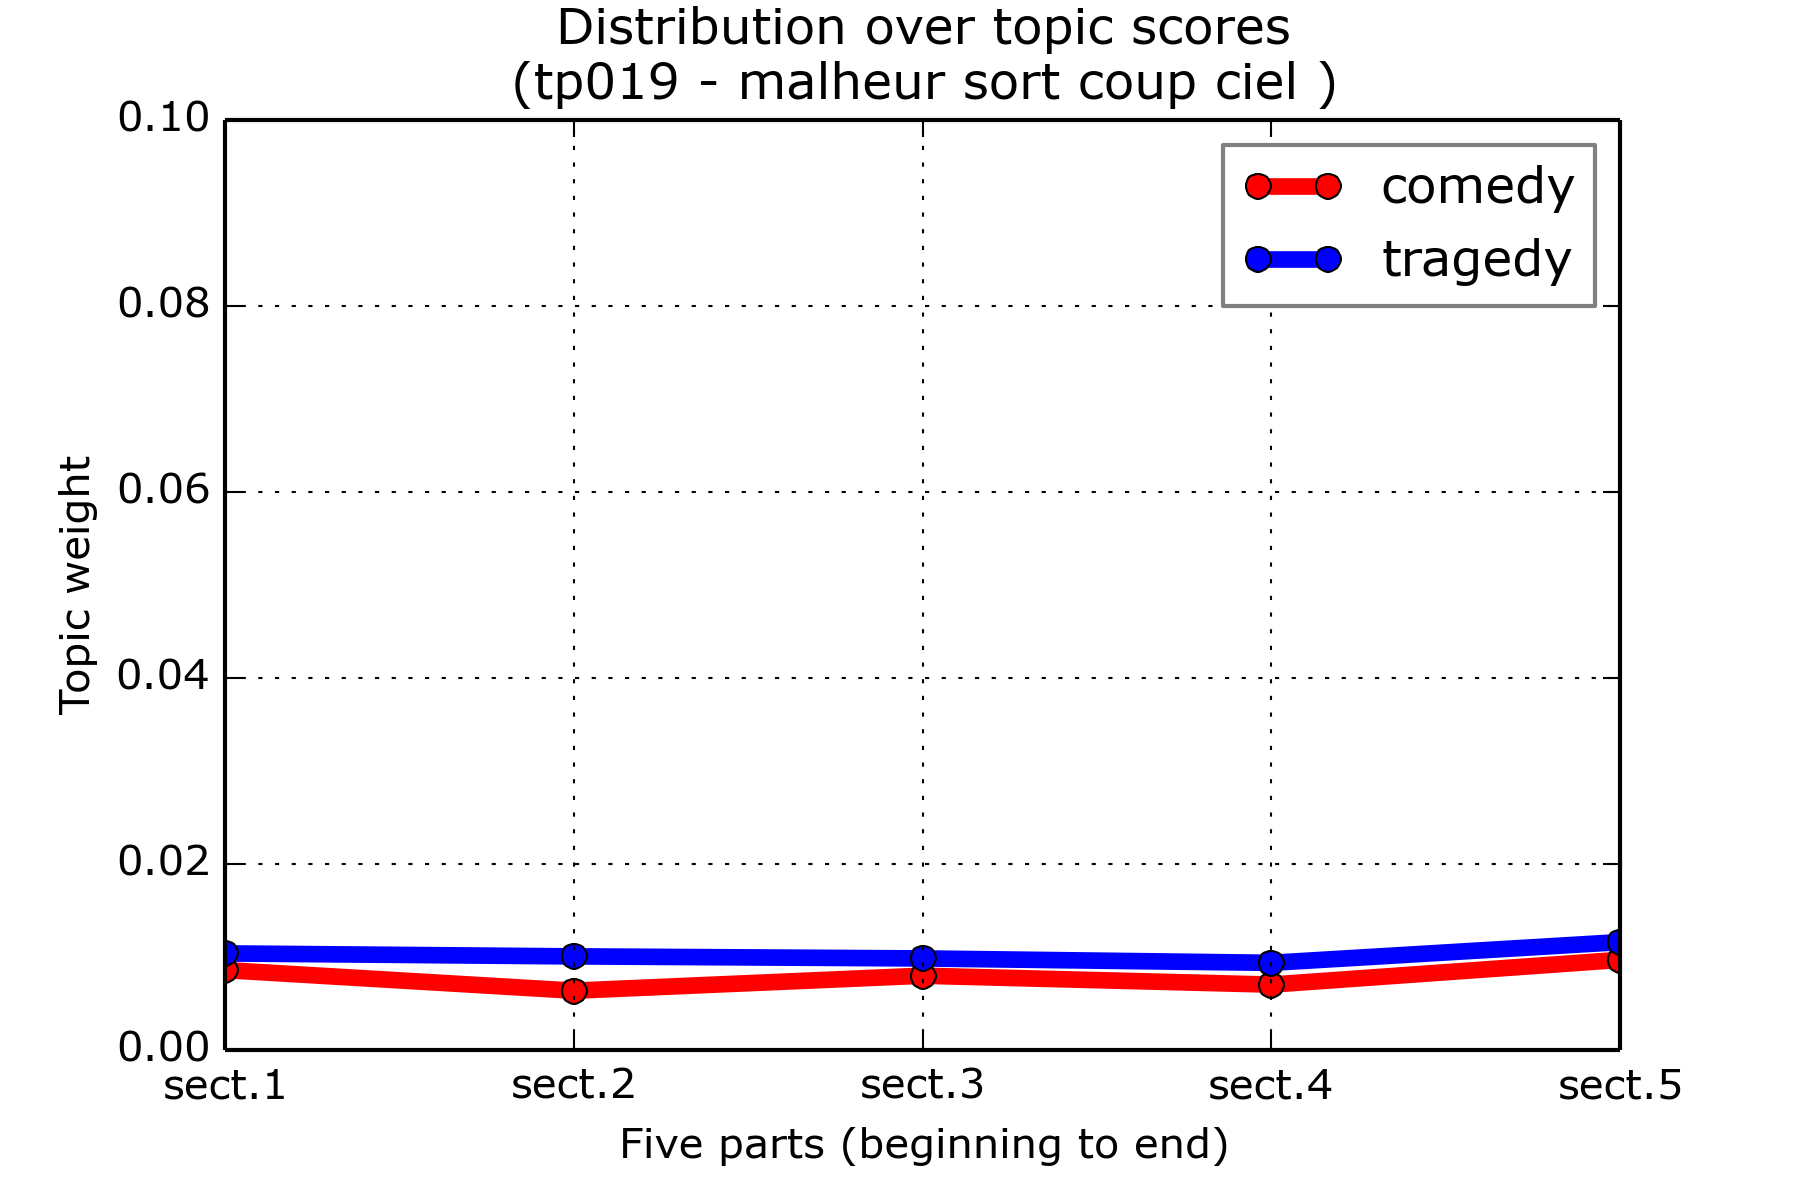 Distribution over topic scores
(tp019 - malheur sort coup ciel )
0.10
0.08
0.06
0.04
0.02
0.00
Topic weight
comedy
tragedy
sect.1 sect.2 sect.3 sect.4 sect.5
Five parts (beginning to end)